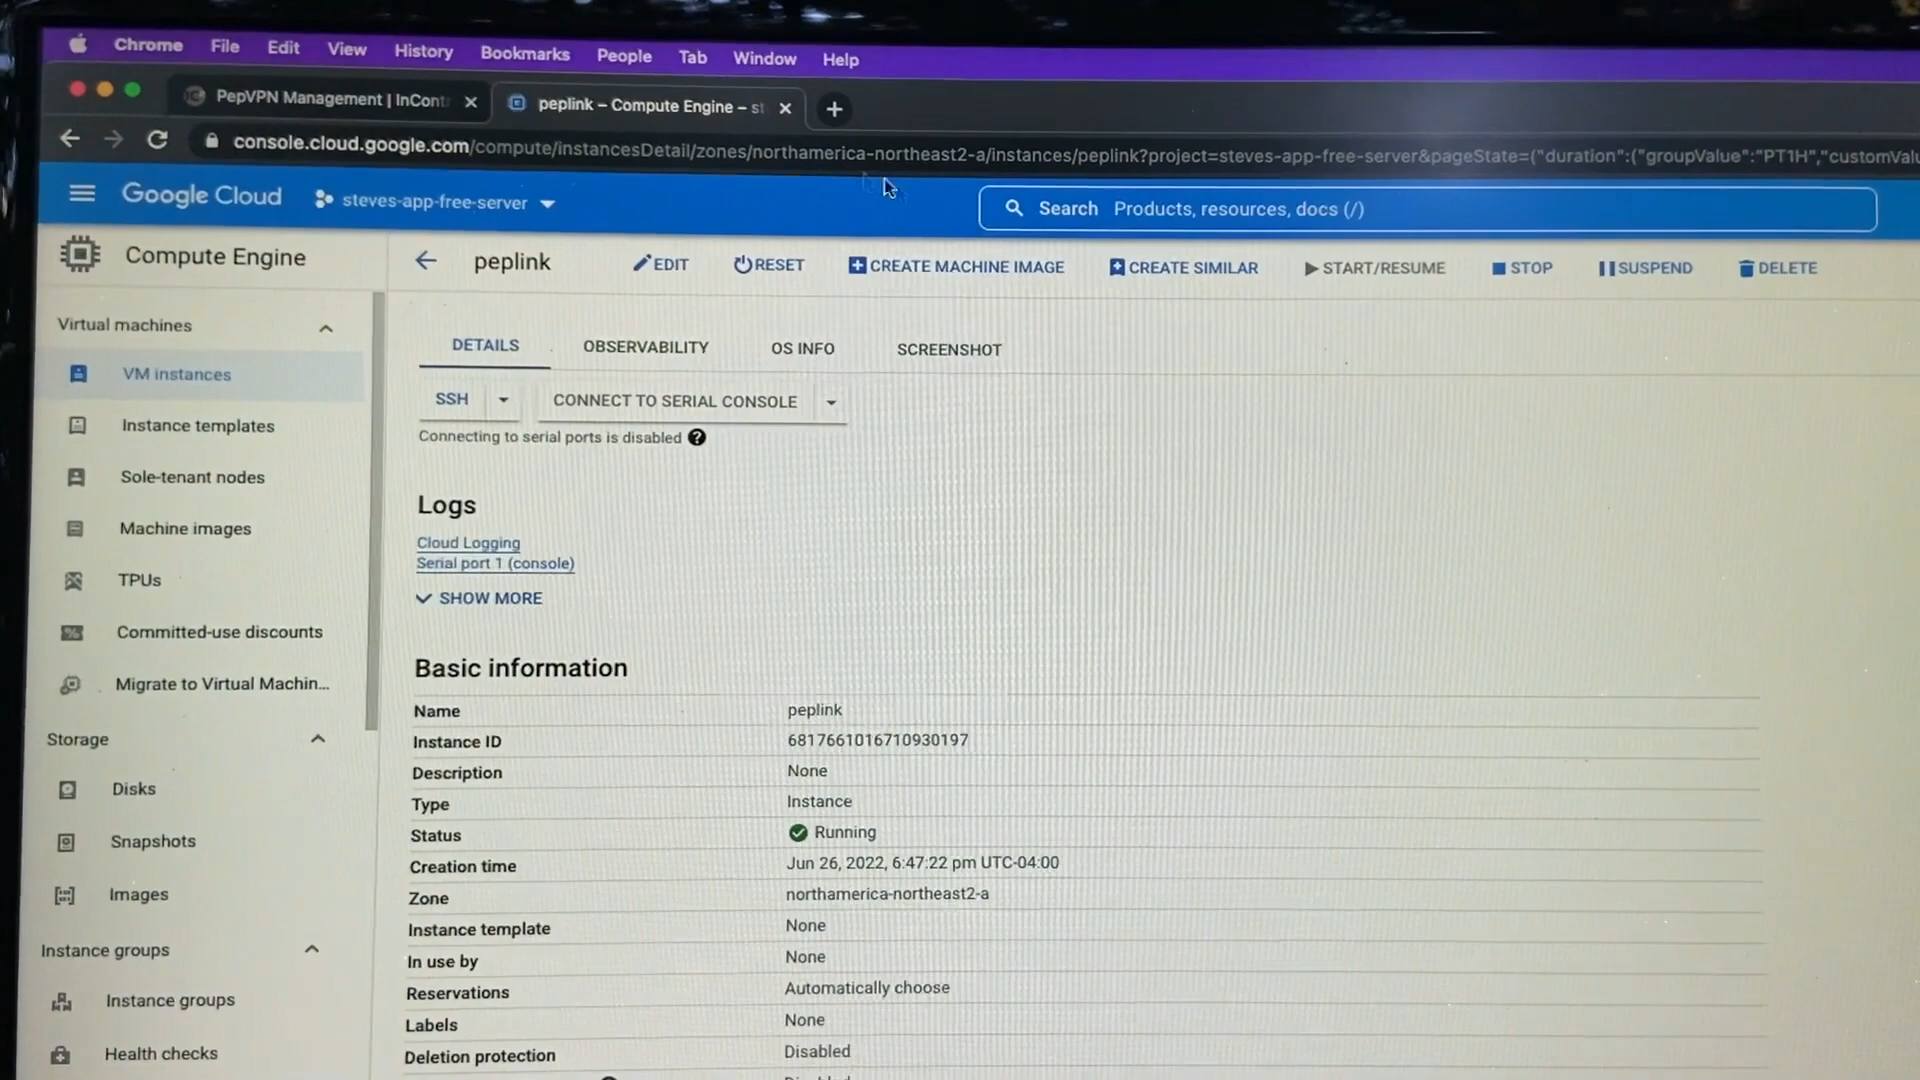 Chrome File Edit View History Bookmarks People Tab Window Help
PepVPN Management | InCont
peplink – Compute Engine – st
console.cloud.google.com/compute/instancesDetail/zones/northamerica-northeast2-a/instances/peplink?project=steves-app-free-server&pageState=("duration":("groupValue":"PT1H","customValu
Google Cloud steves-app-free-server Search Products, resources, docs (/)
Compute Engine
peplink EDIT RESET CREATE MACHINE IMAGE CREATE SIMILAR START/RESUME STOP SUSPEND DELETE
Virtual machines
VM instances
Instance templates
Sole-tenant nodes
Machine images
TPUs
Committed-use discounts
Migrate to Virtual Machin...
Storage
Disks
Snapshots
Images
Instance groups
Instance groups
Health checks
DETAILS OBSERVABILITY OS INFO SCREENSHOT
SSH CONNECT TO SERIAL CONSOLE
Connecting to serial ports is disabled
Logs
Cloud Logging
Serial port 1 (console)
SHOW MORE
Basic information
Name peplink
Instance ID 6817661016710930197
Description None
Type Instance
Status Running
Creation time Jun 26, 2022, 6:47:22 pm UTC-04:00
Zone northamerica-northeast2-a
Instance template None
In use by None
Reservations Automatically choose
Labels None
Deletion protection Disabled